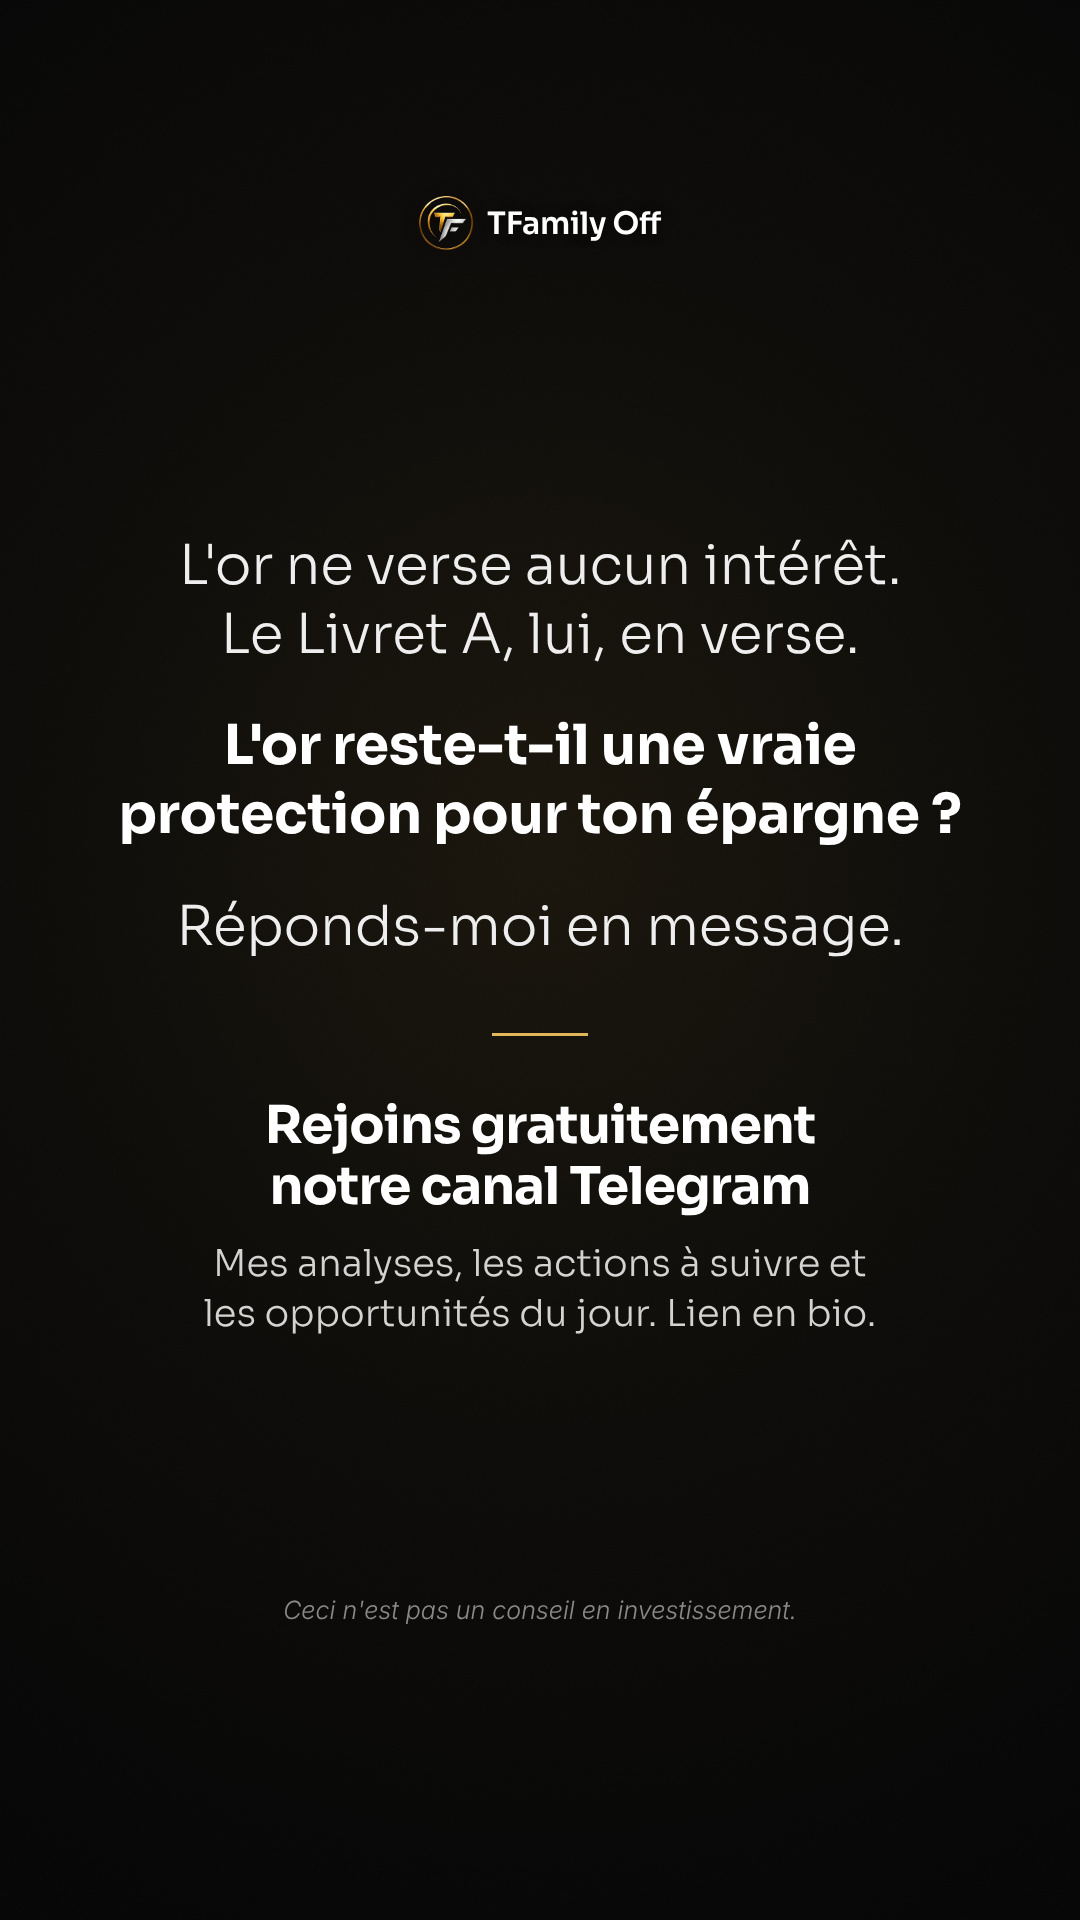 TF TFamily Off
L'or ne verse aucun intérêt.
Le Livret A, lui, en verse.
L'or reste-t-il une vraie
protection pour ton épargne ?
Réponds-moi en message.
Rejoins gratuitement
notre canal Telegram
Mes analyses, les actions à suivre et
les opportunités du jour. Lien en bio.
Ceci n'est pas un conseil en investissement.